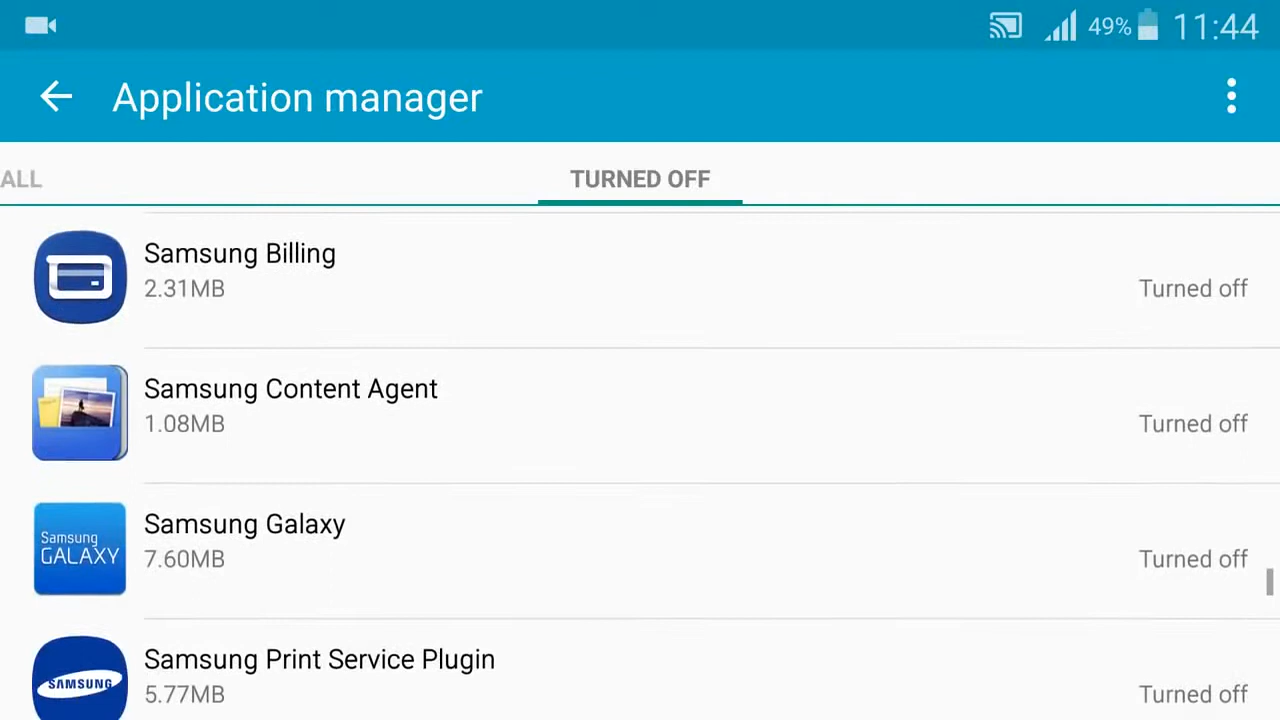 49% 11:44
Application manager
ALL TURNED OFF
Samsung Billing
2.31MB Turned off
Samsung Content Agent
1.08MB Turned off
Samsung GALAXY
Samsung Galaxy
7.60MB Turned off
SAMSUNG
Samsung Print Service Plugin
5.77MB Turned off